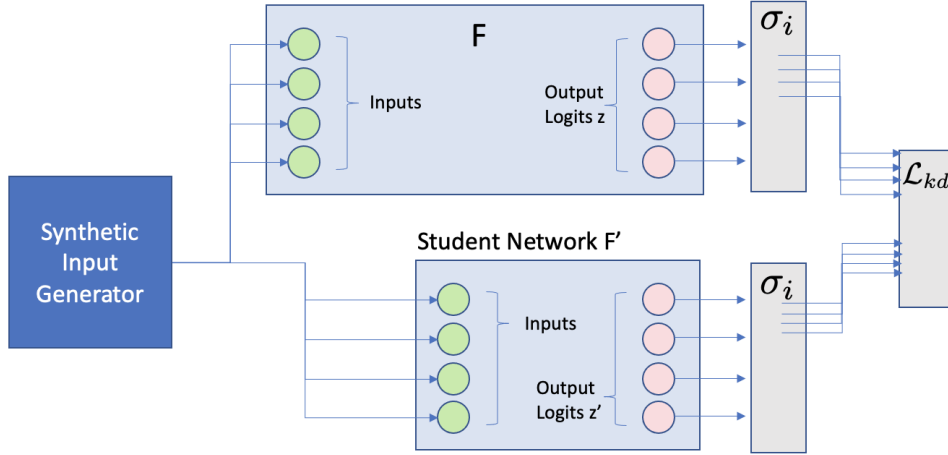 F
σ_i
Inputs
Output
Logits z
ℒ_kd
Synthetic
Input
Generator
Student Network F’
σ_i
Inputs
Output
Logits z’